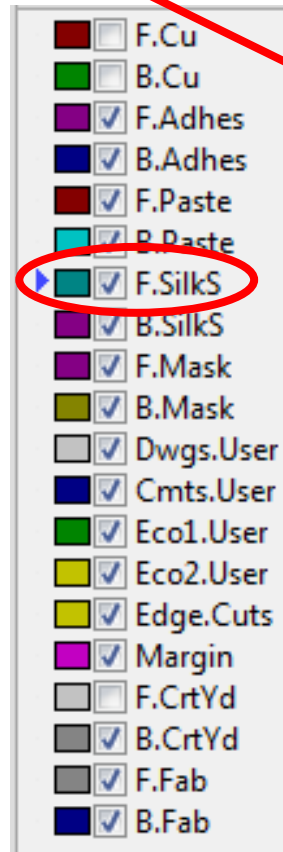 F.Cu
B.Cu
F.Adhes
B.Adhes
F.Paste
B.Paste
F.SilkS
B.SilkS
F.Mask
B.Mask
Dwgs.User
Cmts.User
Eco1.User
Eco2.User
Edge.Cuts
Margin
F.CrtYd
B.CrtYd
F.Fab
B.Fab